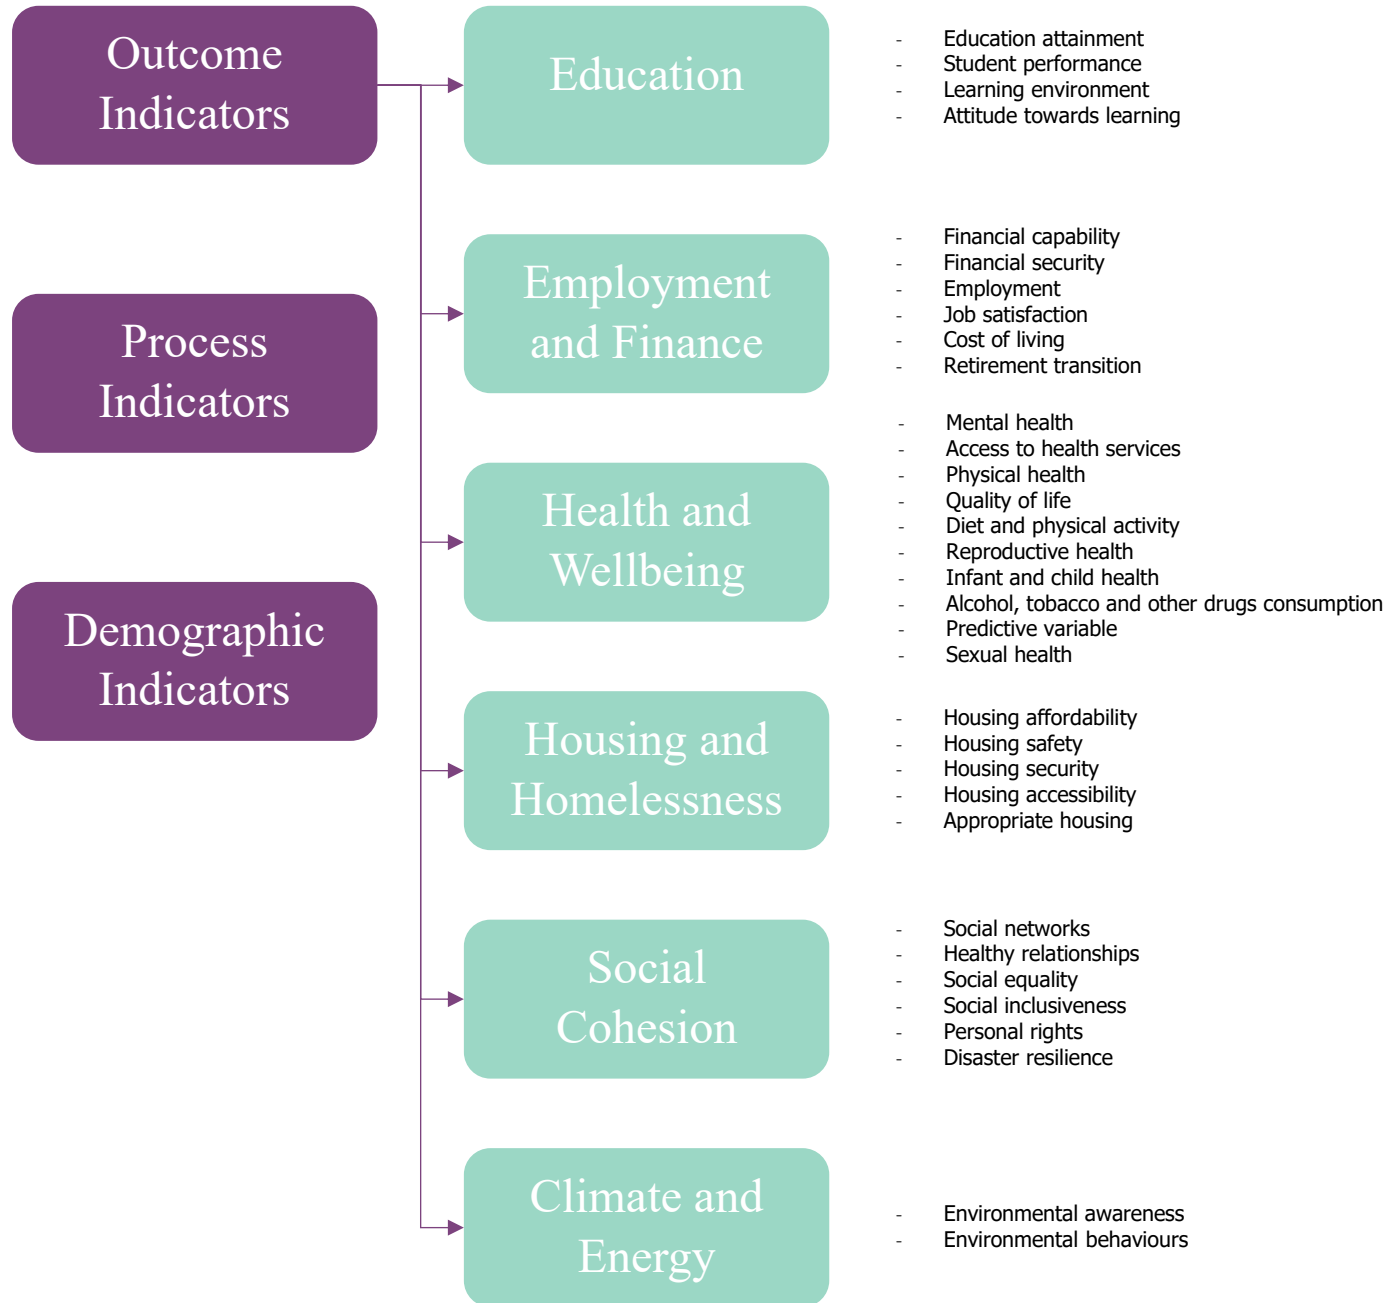 Outcome
Indicators
Education
- Education attainment
- Student performance
- Learning environment
- Attitude towards learning
Process
Indicators
Employment
and Finance
- Financial capability
- Financial security
- Employment
- Job satisfaction
- Cost of living
- Retirement transition
Health and
Wellbeing
- Mental health
- Access to health services
- Physical health
- Quality of life
- Diet and physical activity
- Reproductive health
- Infant and child health
- Alcohol, tobacco and other drugs consumption
- Predictive variable
- Sexual health
Demographic
Indicators
Housing and
Homelessness
- Housing affordability
- Housing safety
- Housing security
- Housing accessibility
- Appropriate housing
Social
Cohesion
- Social networks
- Healthy relationships
- Social equality
- Social inclusiveness
- Personal rights
- Disaster resilience
Climate and
Energy
- Environmental awareness
- Environmental behaviours